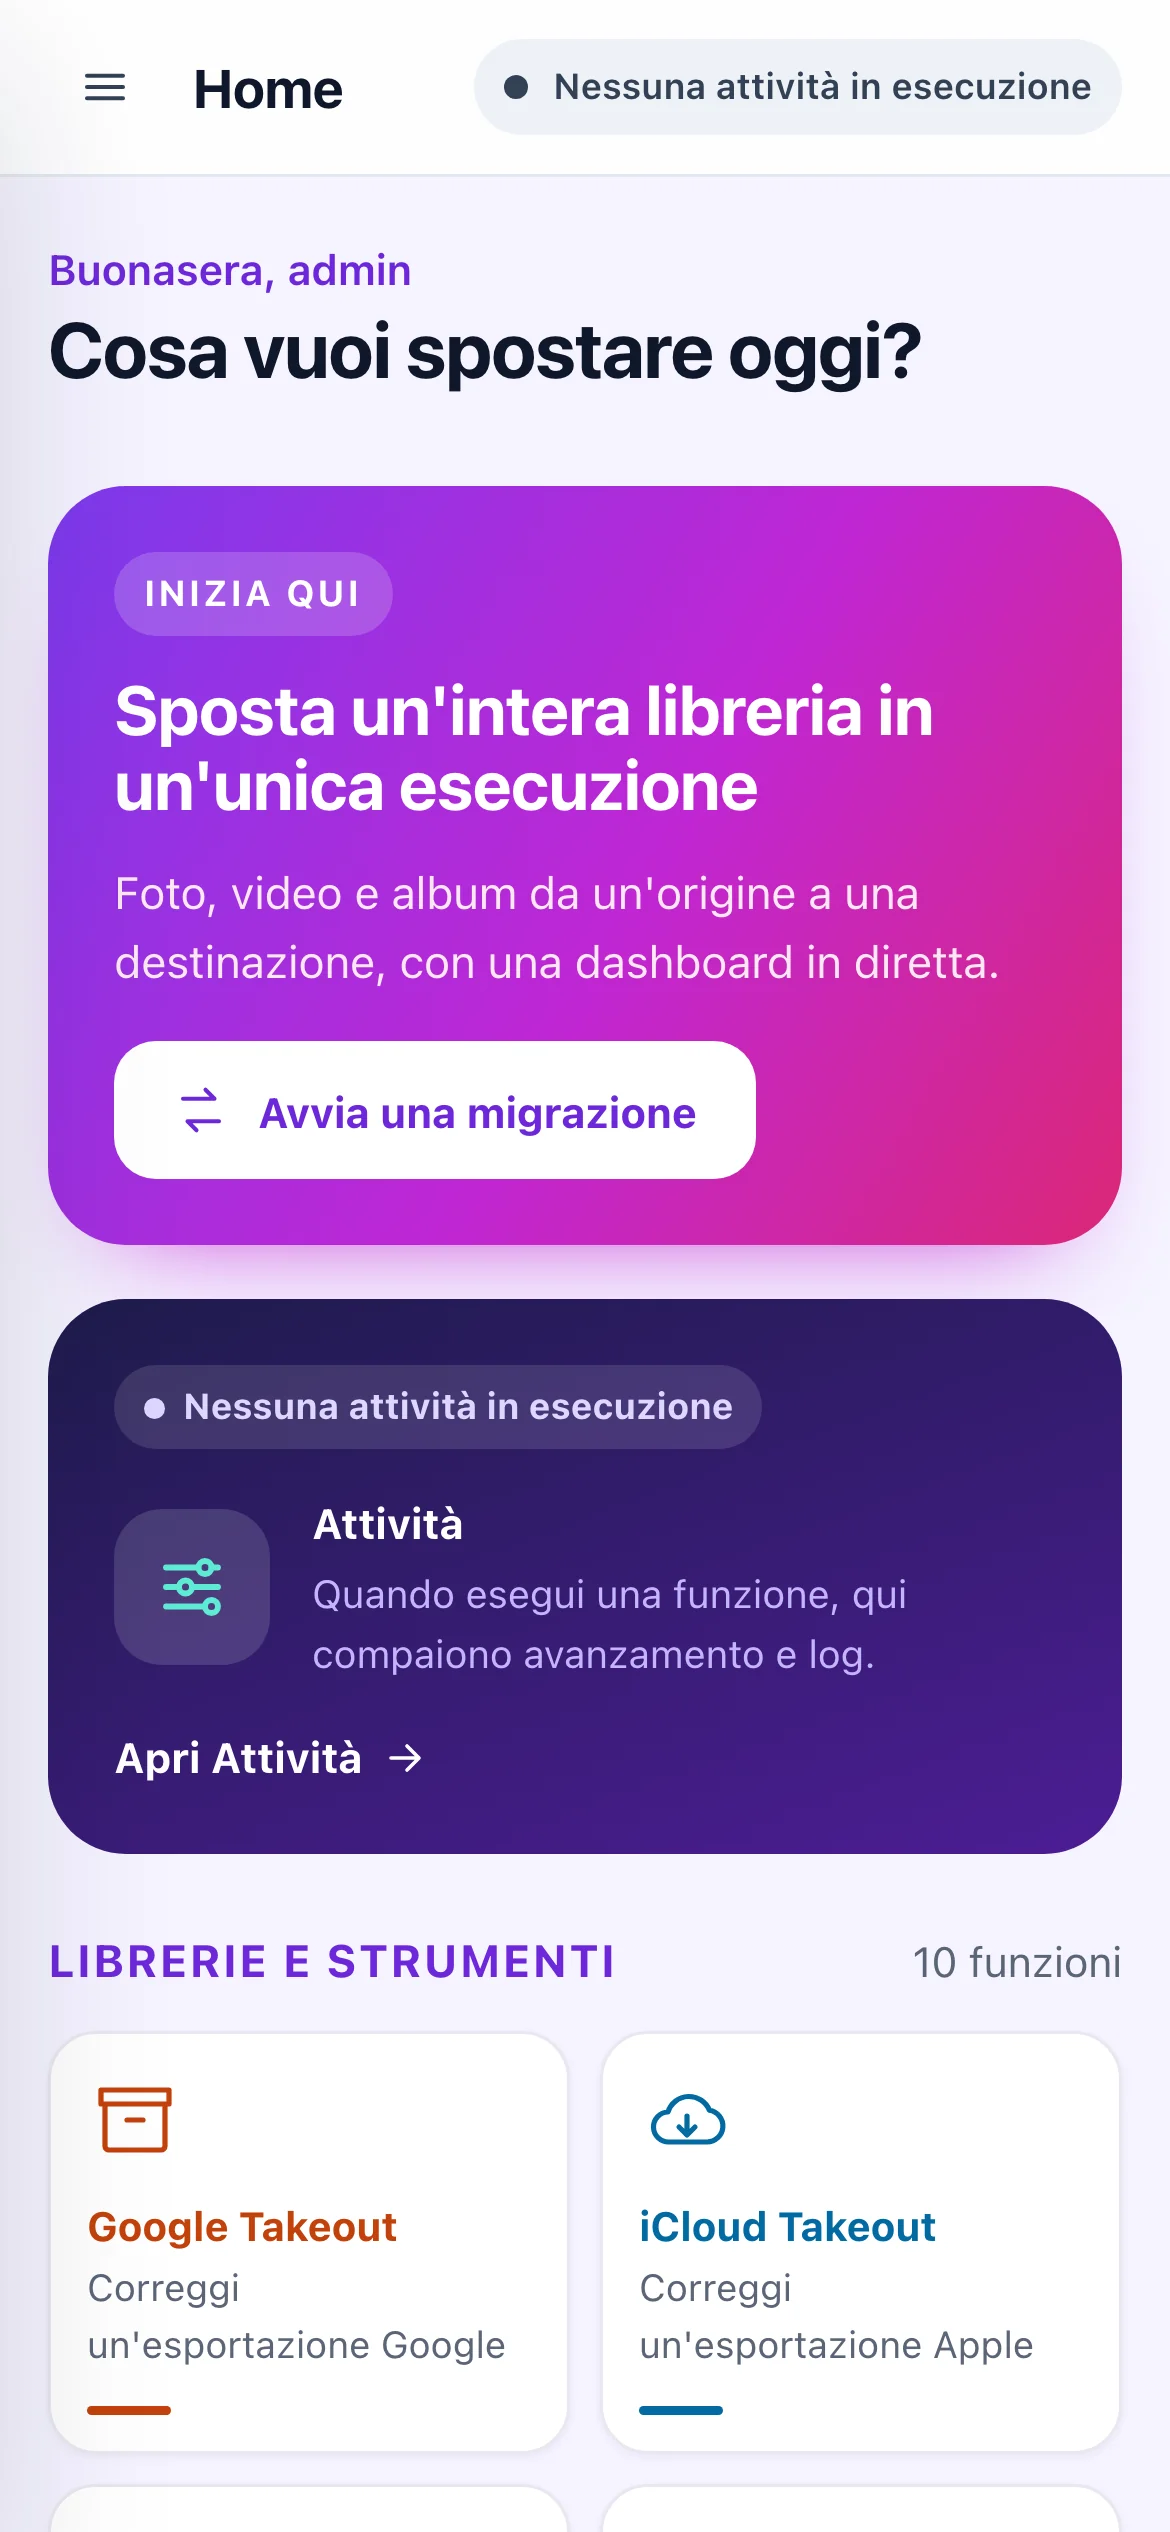 Home
Nessuna attività in esecuzione
Buonasera, admin
Cosa vuoi spostare oggi?
INIZIA QUI
Sposta un'intera libreria in
un'unica esecuzione
Foto, video e album da un'origine a una
destinazione, con una dashboard in diretta.
Avvia una migrazione
Nessuna attività in esecuzione
Attività
Quando esegui una funzione, qui
compaiono avanzamento e log.
Apri Attività →
LIBRERIE E STRUMENTI
10 funzioni
Google Takeout
Correggi
un'esportazione Google
iCloud Takeout
Correggi
un'esportazione Apple